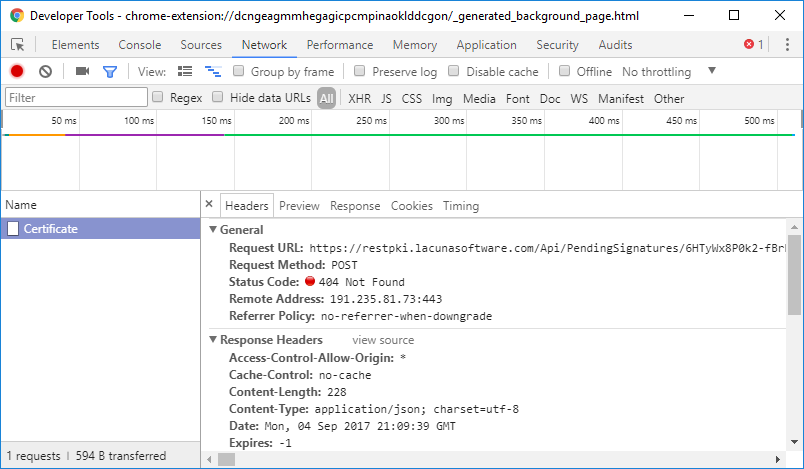 Developer Tools - chrome-extension://dcngeagmmhegagicpcmpinaoklddcgon/_generated_background_page.html
Elements Console Sources Network Performance Memory Application Security Audits 1
View: Group by frame Preserve log Disable cache Offline No throttling
Filter Regex Hide data URLs All XHR JS CSS Img Media Font Doc WS Manifest Other
50 ms 100 ms 150 ms 200 ms 250 ms 300 ms 350 ms 400 ms 450 ms 500 ms
Name
Certificate
Headers Preview Response Cookies Timing
General
Request URL: https://restpki.lacunasoftware.com/Api/PendingSignatures/6HTyWx8P0k2-fBr
Request Method: POST
Status Code: 404 Not Found
Remote Address: 191.235.81.73:443
Referrer Policy: no-referrer-when-downgrade
Response Headers view source
Access-Control-Allow-Origin: *
Cache-Control: no-cache
Content-Length: 228
Content-Type: application/json; charset=utf-8
Date: Mon, 04 Sep 2017 21:09:39 GMT
Expires: -1
1 requests | 594 B transferred